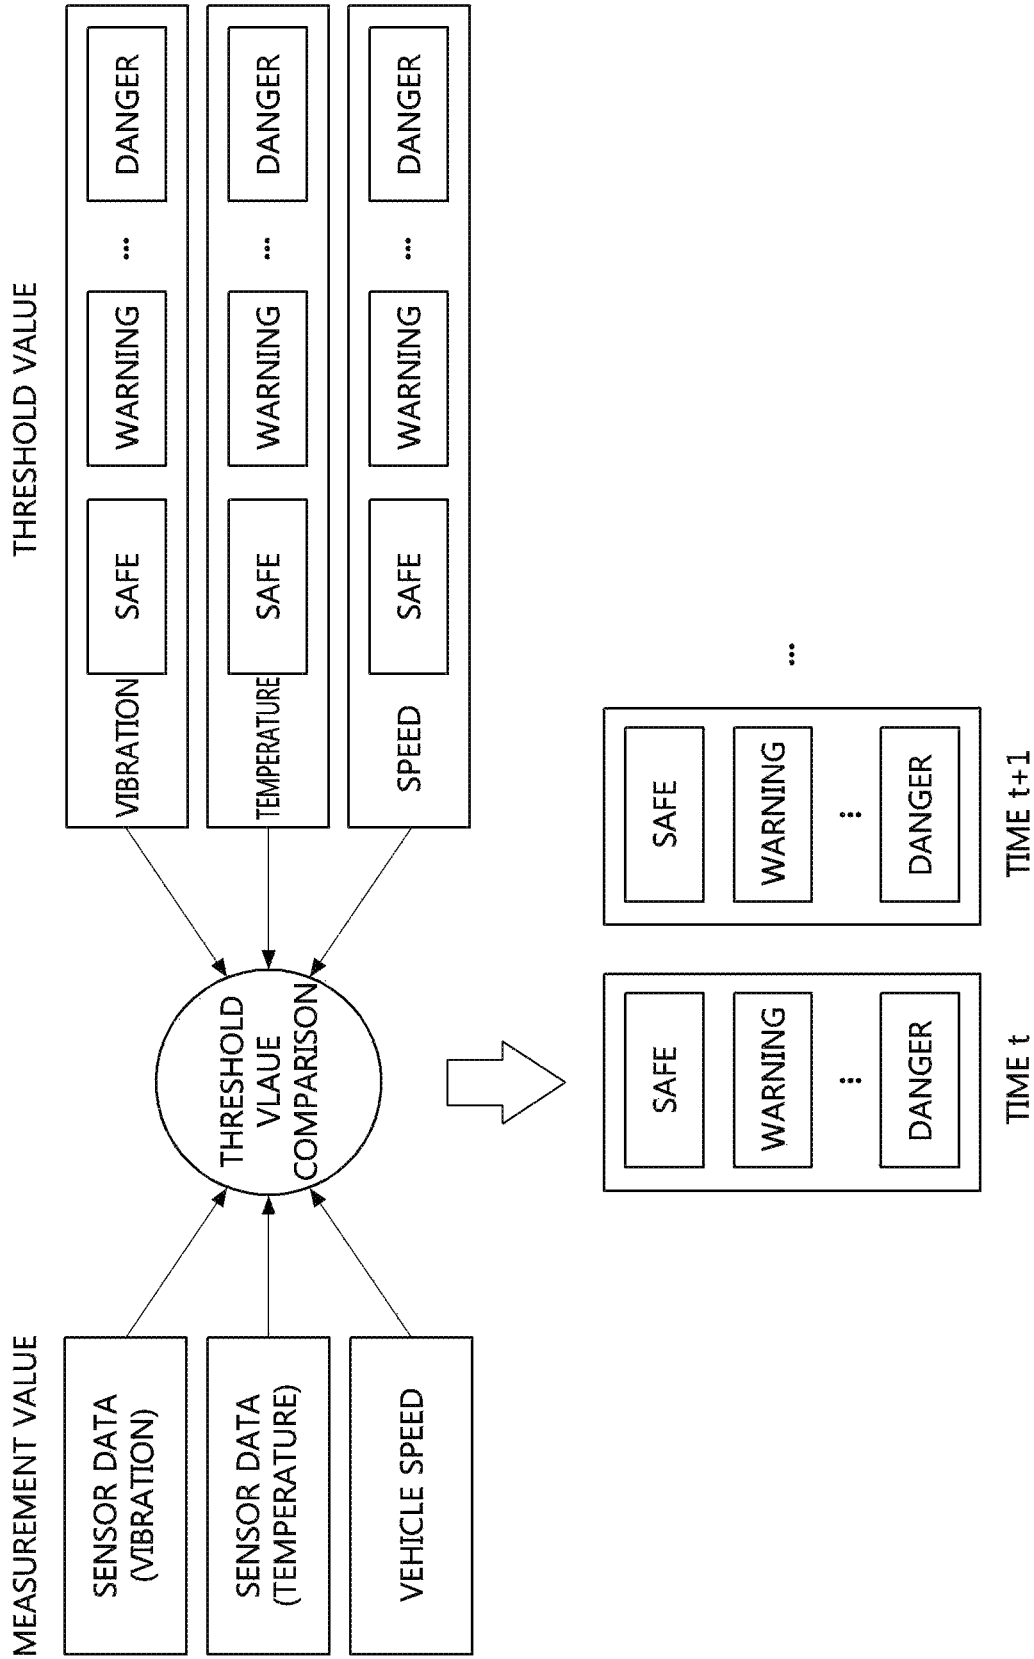 MEASUREMENT VALUE
THRESHOLD VALUE
SENSOR DATA
(VIBRATION)
SENSOR DATA
(TEMPERATURE)
VEHICLE SPEED
THRESHOLD
VLAUE
COMPARISON
VIBRATION SAFE WARNING ... DANGER
TEMPERATURE SAFE WARNING ... DANGER
SPEED SAFE WARNING ... DANGER
SAFE
WARNING
...
DANGER
TIME t
SAFE
WARNING
...
DANGER
TIME t+1
...